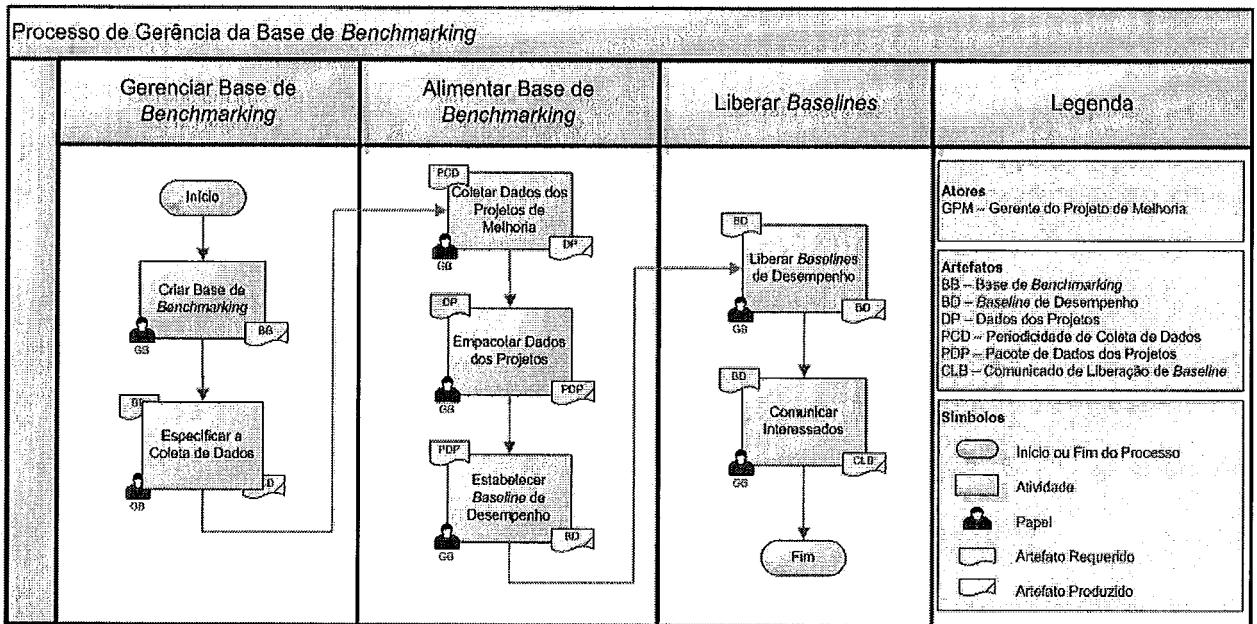 Processo de Gerência da Base de Benchmarking
Gerenciar Base de
Benchmarking
Início
Criar Base de
Benchmarking
BB
GB
Especificar a
Coleta de Dados
GB
Alimentar Base de
Benchmarking
PCD
Coletar Dados dos
Projetos de
Melhoria
DP
GB
DP
Empacotar Dados
dos Projetos
PDP
GB
PDP
Estabelecer
Baseline de
Desempenho
BD
GB
Liberar Baselines
BD
Liberar Baselines
de Desempenho
BD
GB
BD
Comunicar
Interessados
CLB
GB
Fim
Legenda
Atores
GPM – Gerente do Projeto de Melhoria
Artefatos
BB – Base de Benchmarking
BD – Baseline de Desempenho
DP – Dados dos Projetos
PCD – Periodicidade de Coleta de Dados
PDP – Pacote de Dados dos Projetos
CLB – Comunicado de Liberação de Baseline
Símbolos
Início ou Fim do Processo
Atividade
Papel
Artefato Requerido
Artefato Produzido